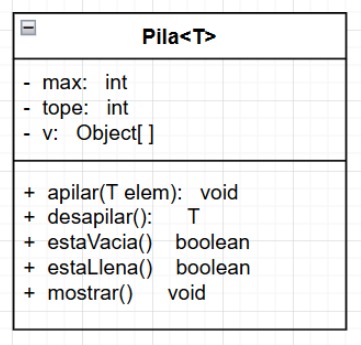 Pila<T>
- max: int
- tope: int
- v: Object[ ]
+ apilar(T elem): void
+ desapilar(): T
+ estaVacia() boolean
+ estaLlena() boolean
+ mostrar() void